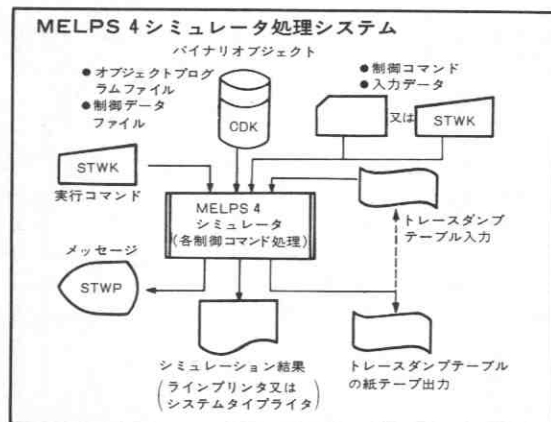 MELPS 4 シミュレータ処理システム
バイナリオブジェクト
●オブジェクトプログ
ラムファイル
●制御データ
ファイル
CDK
●制御コマンド
●入力データ
又は
STWK
STWK
実行コマンド
MELPS 4
シミュレータ
(各制御コマンド処理)
トレースダンプ
テーブル入力
メッセージ
STWP
シミュレーション結果
(ラインプリンタ又は
システムタイプライタ)
トレースダンプテーブル
の紙テープ出力